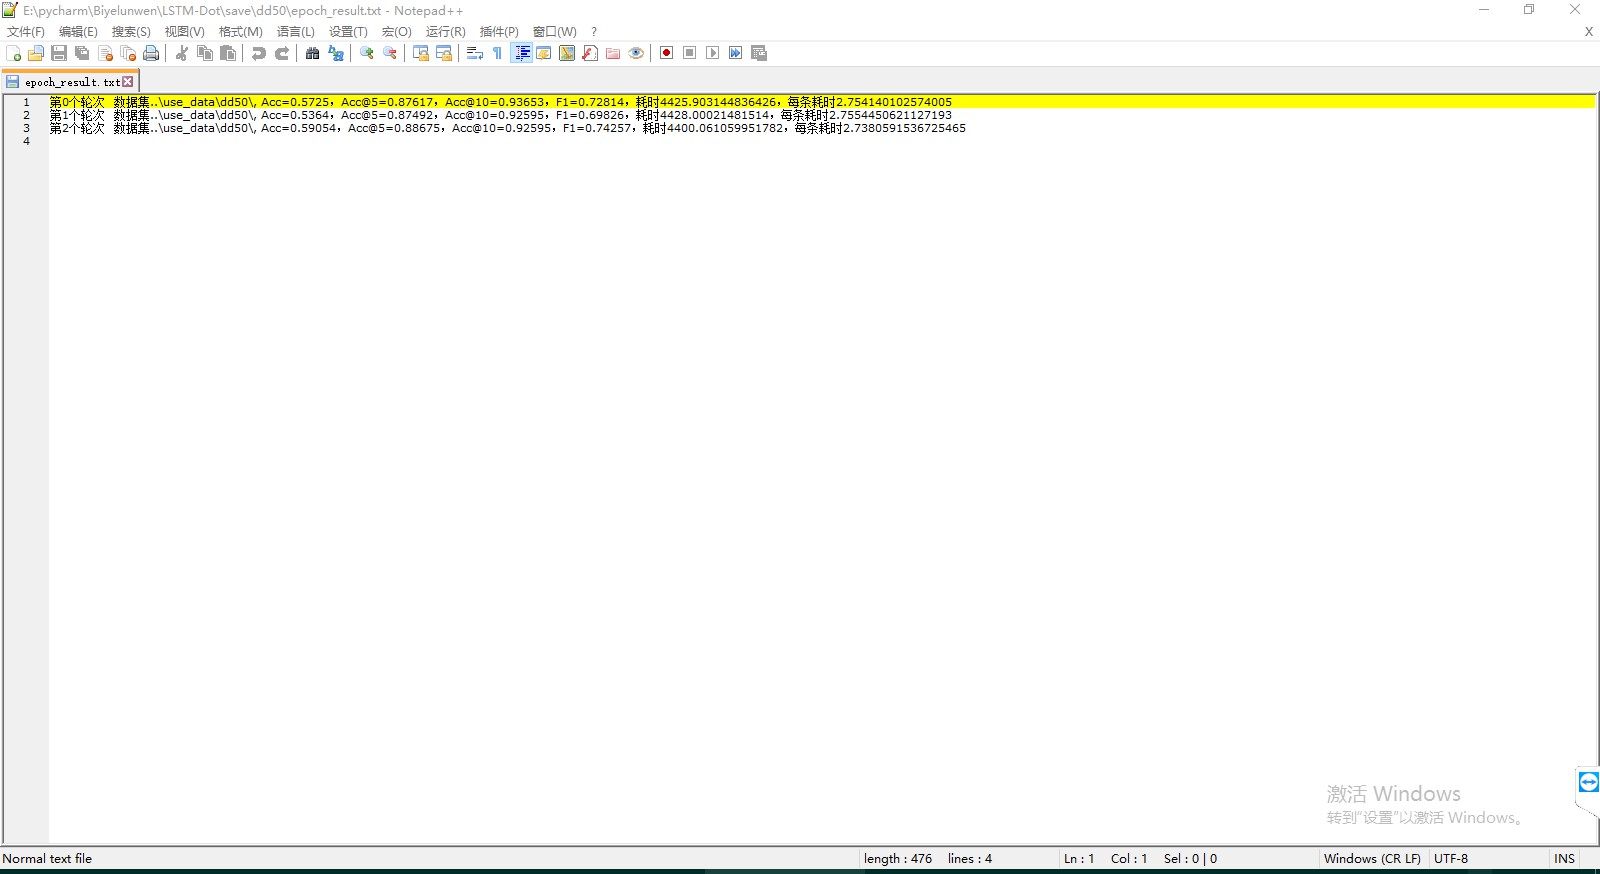 E:\pycharm\Biyelunwen\LSTM-Dot\save\dd50\epoch_result.txt - Notepad++
文件(F) 编辑(E) 搜索(S) 视图(V) 格式(M) 语言(L) 设置(T) 宏(O) 运行(R) 插件(P) 窗口(W) ? X
epoch_result.txt
1 第0个轮次 数据集..\use_data\dd50\, Acc=0.5725，Acc@5=0.87617，Acc@10=0.93653，F1=0.72814，耗时4425.903144836426，每条耗时2.754140102574005
2 第1个轮次 数据集..\use_data\dd50\, Acc=0.5364，Acc@5=0.87492，Acc@10=0.92595，F1=0.69826，耗时4428.00021481514，每条耗时2.7554450621127193
3 第2个轮次 数据集..\use_data\dd50\, Acc=0.59054，Acc@5=0.88675，Acc@10=0.92595，F1=0.74257，耗时4400.061059951782，每条耗时2.7380591536725465
4
激活 Windows
转到"设置"以激活 Windows。
Normal text file length : 476 lines : 4 Ln : 1 Col : 1 Sel : 0 | 0 Windows (CR LF) UTF-8 INS